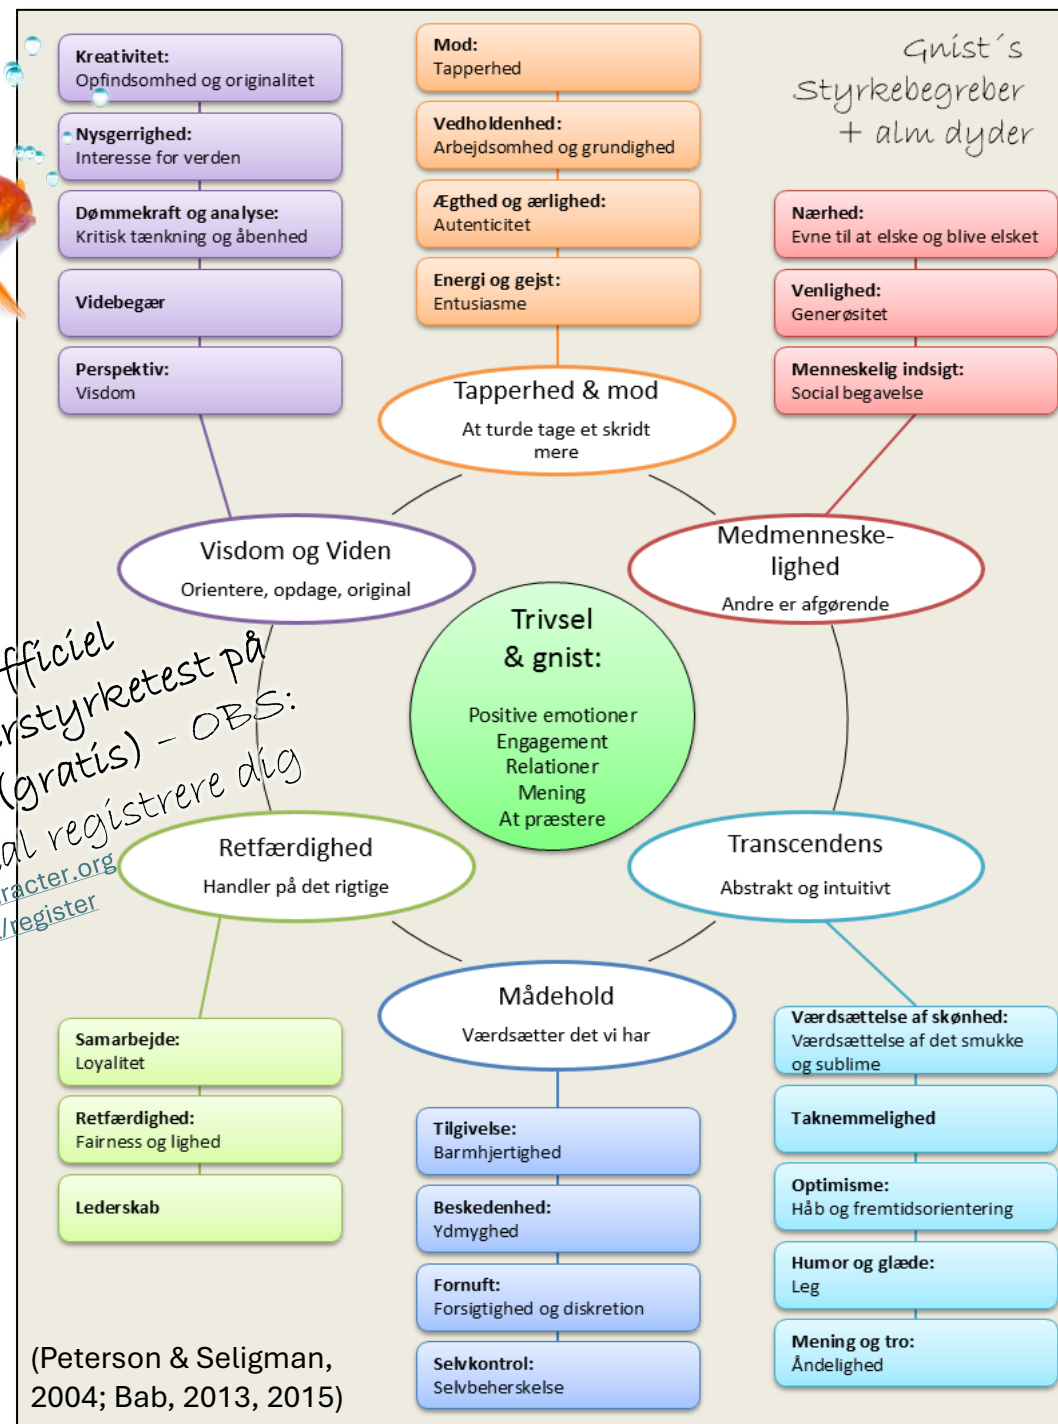 Kreativitet:
Opfindsomhed og originalitet
Nysgerrighed:
Interesse for verden
Dømmekraft og analyse:
Kritisk tænkning og åbenhed
Videbegær
Perspektiv:
Visdom
Mod:
Tapperhed
Vedholdenhed:
Arbejdsomhed og grundighed
Ægthed og ærlighed:
Autenticitet
Energi og gejst:
Entusiasme
Gnist´s
Styrkebegreber
+ alm dyder
Nærhed:
Evne til at elske og blive elsket
Venlighed:
Generøsitet
Menneskelig indsigt:
Social begavelse
Tapperhed & mod
At turde tage et skridt
mere
Visdom og Viden
Orientere, opdage, original
Medmenneske-
lighed
Andre er afgørende
Trivsel
& gnist:
Positive emotioner
Engagement
Relationer
Mening
At præstere
fficiel
rstyrketest på
(gratis) – OBS:
al registrere dig
racter.org
/register
Retfærdighed
Handler på det rigtige
Transcendens
Abstrakt og intuitivt
Mådehold
Værdsætter det vi har
Samarbejde:
Loyalitet
Retfærdighed:
Fairness og lighed
Lederskab
Tilgivelse:
Barmhjertighed
Beskedenhed:
Ydmyghed
Fornuft:
Forsigtighed og diskretion
Selvkontrol:
Selvbeherskelse
Værdsættelse af skønhed:
Værdsættelse af det smukke
og sublime
Taknemmelighed
Optimisme:
Håb og fremtidsorientering
Humor og glæde:
Leg
Mening og tro:
Åndelighed
(Peterson & Seligman,
2004; Bab, 2013, 2015)